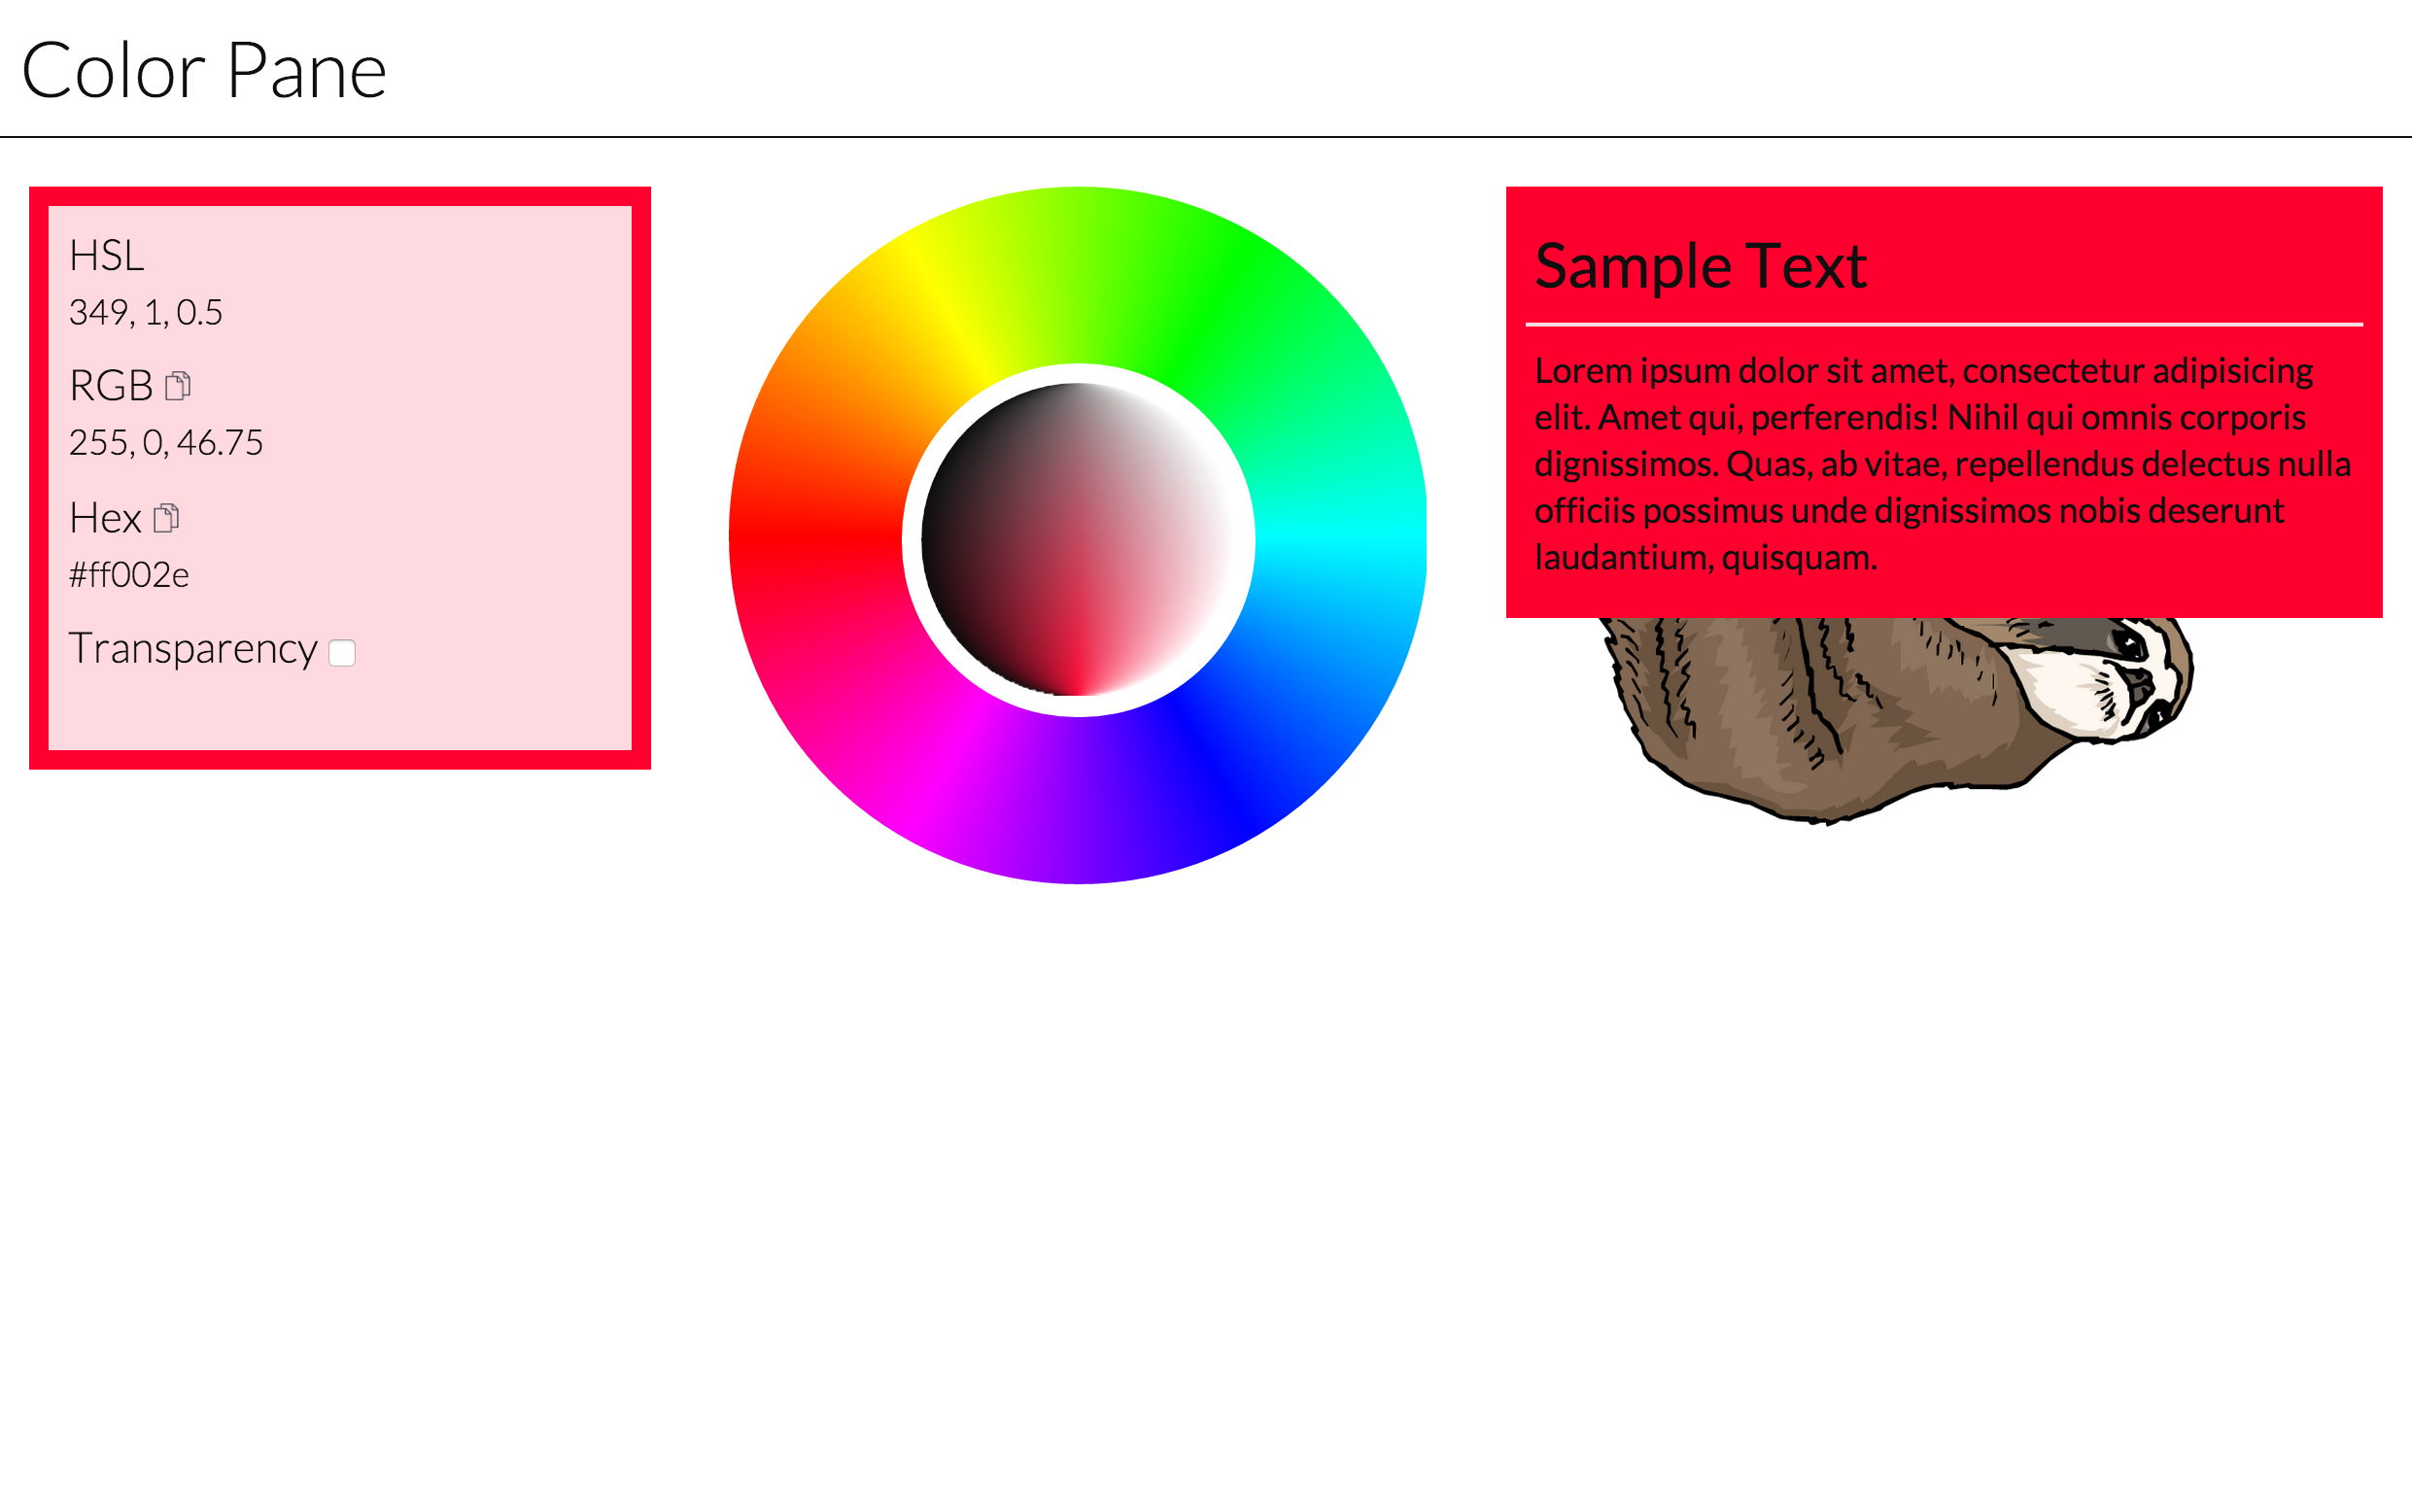 Color Pane
HSL
349, 1, 0.5
RGB
255, 0, 46.75
Hex
#ff002e
Transparency
Sample Text
Lorem ipsum dolor sit amet, consectetur adipisicing
elit. Amet qui, perferendis! Nihil qui omnis corporis
dignissimos. Quas, ab vitae, repellendus delectus nulla
officiis possimus unde dignissimos nobis deserunt
laudantium, quisquam.